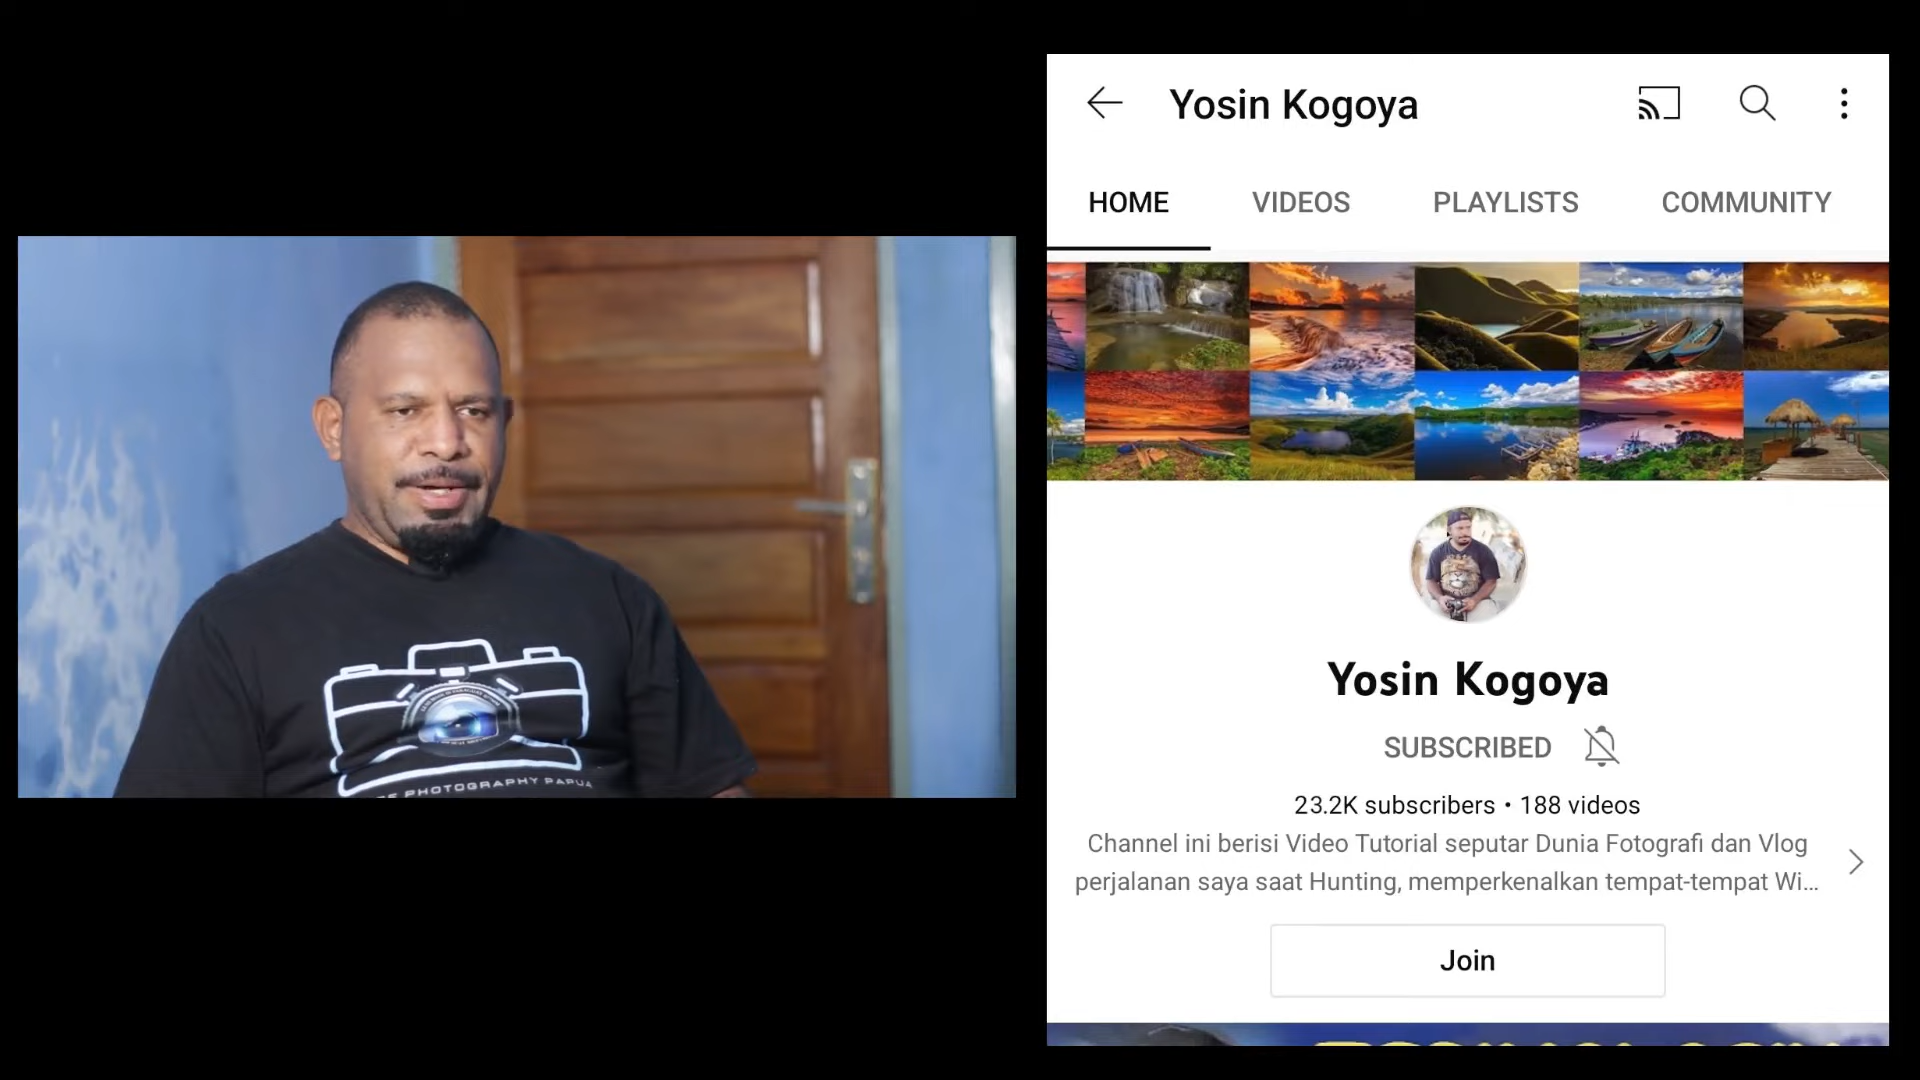 Yosin Kogoya
HOME VIDEOS PLAYLISTS COMMUNITY
Yosin Kogoya
SUBSCRIBED
23.2K subscribers • 188 videos
Channel ini berisi Video Tutorial seputar Dunia Fotografi dan Vlog
perjalanan saya saat Hunting, memperkenalkan tempat-tempat Wi...
Join
PHOTOGRAPHY PAPUA